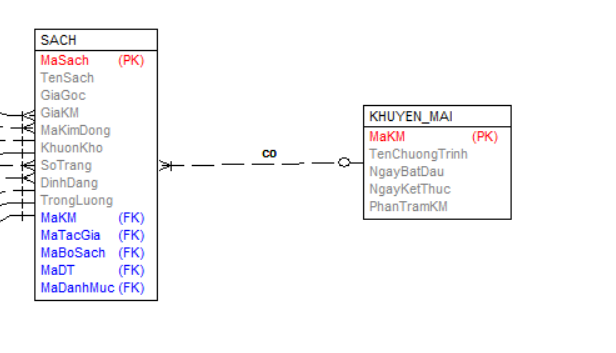 SACH
MaSach (PK)
TenSach
GiaGoc
GiaKM
MaKimDong
KhuonKho
SoTrang
DinhDang
TrongLuong
MaKM (FK)
MaTacGia (FK)
MaBoSach (FK)
MaDT (FK)
MaDanhMuc (FK)
co
KHUYEN_MAI
MaKM (PK)
TenChuongTrinh
NgayBatDau
NgayKetThuc
PhanTramKM